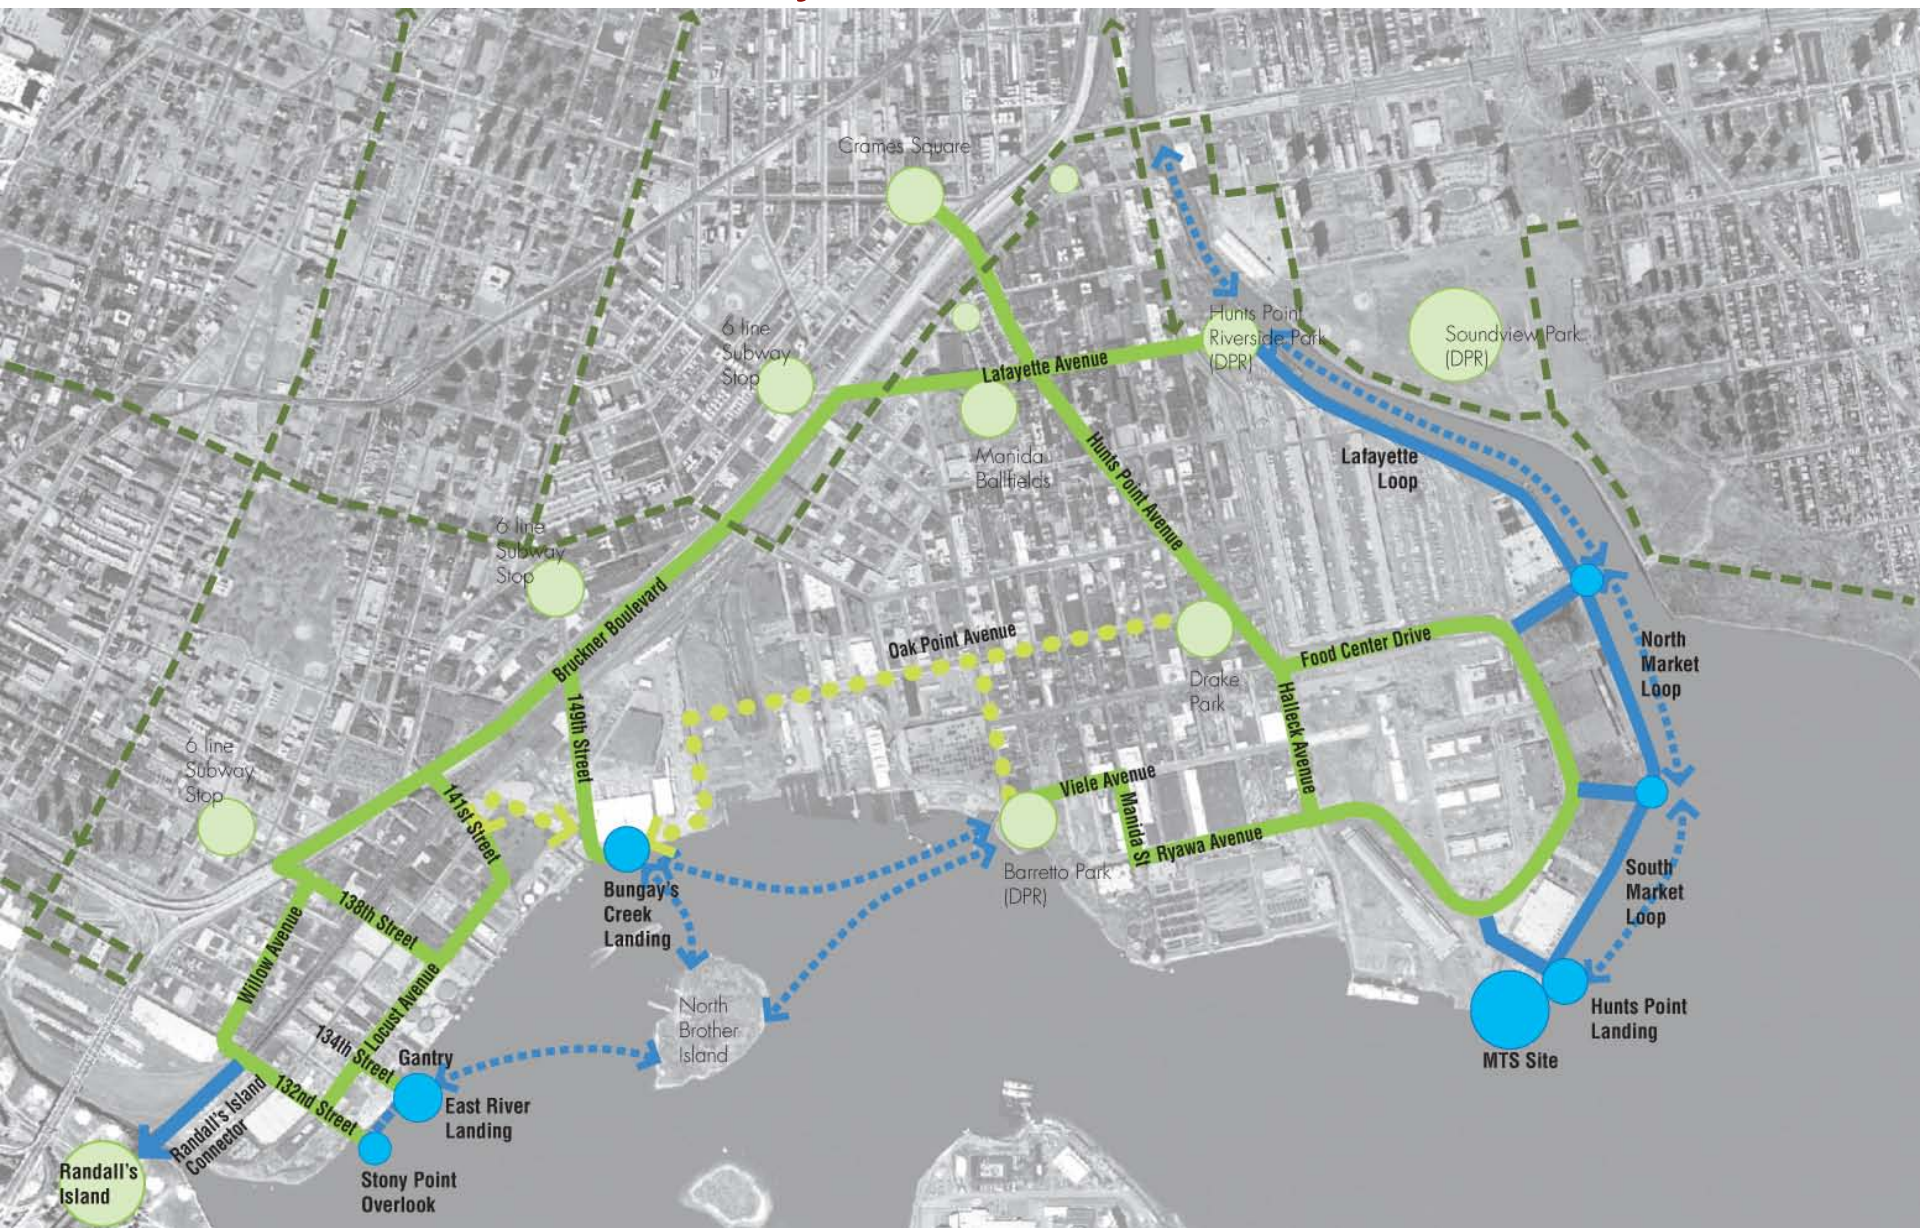 Crames Square
6 line
Subway
Stop
Hunts Point
Riverside Park
(DPR)
Soundview Park
(DPR)
Lafayette Avenue
Manida
Ballfields
Hunts Point Avenue
Lafayette
Loop
6 line
Subway
Stop
Bruckner Boulevard
Oak Point Avenue
Food Center Drive
North
Market
Loop
Drake
Park
149th Street
Halleck Avenue
6 line
Subway
Stop
141st Street
Viele Avenue
Manida St
Ryawa Avenue
Barretto Park
(DPR)
South
Market
Loop
Bungay's
Creek
Landing
138th Street
Willow Avenue
Locust Avenue
North
Brother
Island
Hunts Point
Landing
MTS Site
134th Street
Gantry
132nd Street
East River
Landing
Randall's Island
Connector
Randall's
Island
Stony Point
Overlook